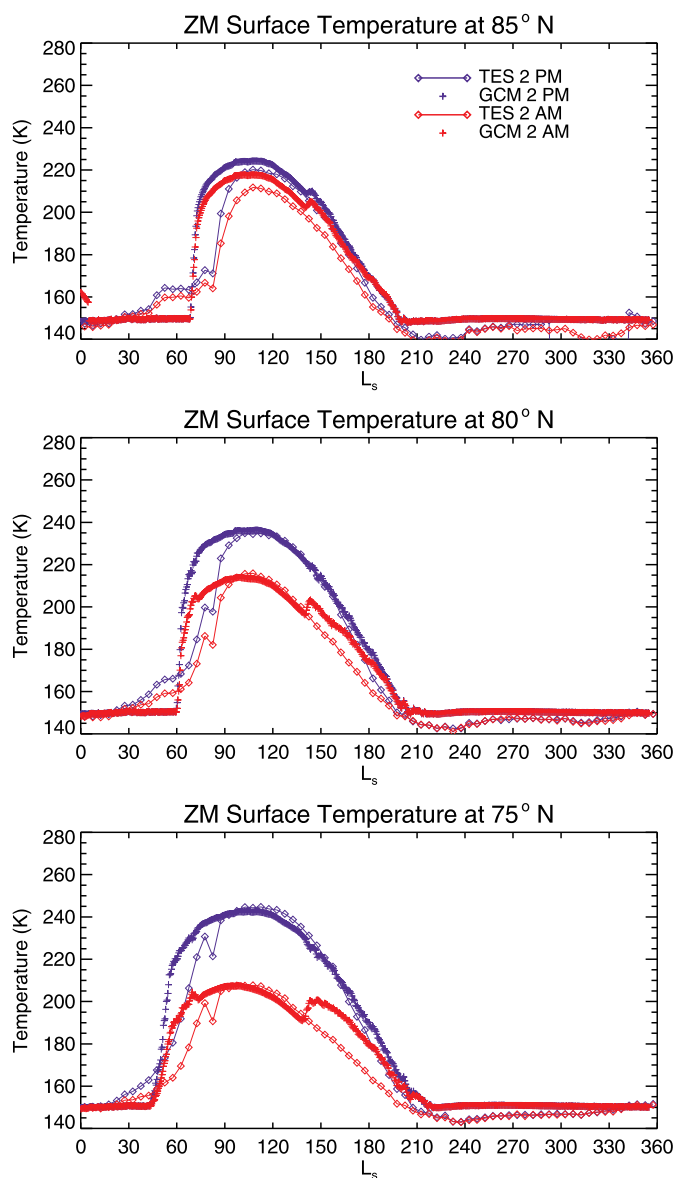 ZM Surface Temperature at 85° N
280
260
240
220
200
180
160
140
Temperature (K)
TES 2 PM
GCM 2 PM
TES 2 AM
GCM 2 AM
0 30 60 90 120 150 180 210 240 270 300 330 360
Ls
ZM Surface Temperature at 80° N
280
260
240
220
200
180
160
140
Temperature (K)
0 30 60 90 120 150 180 210 240 270 300 330 360
Ls
ZM Surface Temperature at 75° N
280
260
240
220
200
180
160
140
Temperature (K)
0 30 60 90 120 150 180 210 240 270 300 330 360
Ls